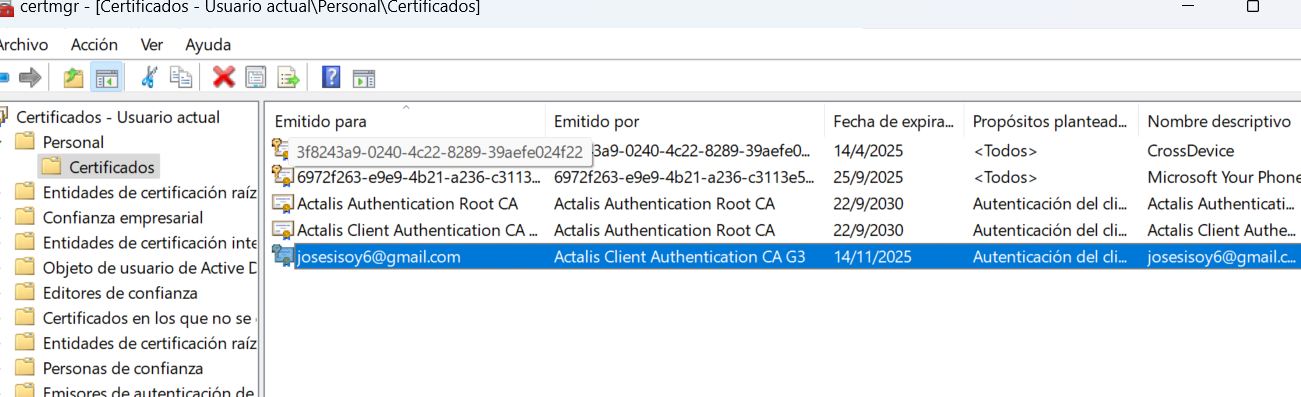 certmgr - [Certificados - Usuario actual\Personal\Certificados]
Archivo Acción Ver Ayuda
Certificados - Usuario actual
Personal
Certificados
Entidades de certificación raíz
Confianza empresarial
Entidades de certificación inte
Objeto de usuario de Active D
Editores de confianza
Certificados en los que no se
Entidades de certificación raíz
Personas de confianza
Emisores de autenticación de
Emitido para Emitido por Fecha de expira... Propósitos plantead... Nombre descriptivo
3f8243a9-0240-4c22-8289-39aefe024f22 3a9-0240-4c22-8289-39aefe0... 14/4/2025 <Todos> CrossDevice
6972f263-e9e9-4b21-a236-c3113... 6972f263-e9e9-4b21-a236-c3113e5... 25/9/2025 <Todos> Microsoft Your Phone
Actalis Authentication Root CA Actalis Authentication Root CA 22/9/2030 Autenticación del cli... Actalis Authenticati...
Actalis Client Authentication CA ... Actalis Authentication Root CA 22/9/2030 Autenticación del cli... Actalis Client Authe...
josesisoy6@gmail.com Actalis Client Authentication CA G3 14/11/2025 Autenticación del cli... josesisoy6@gmail.c...